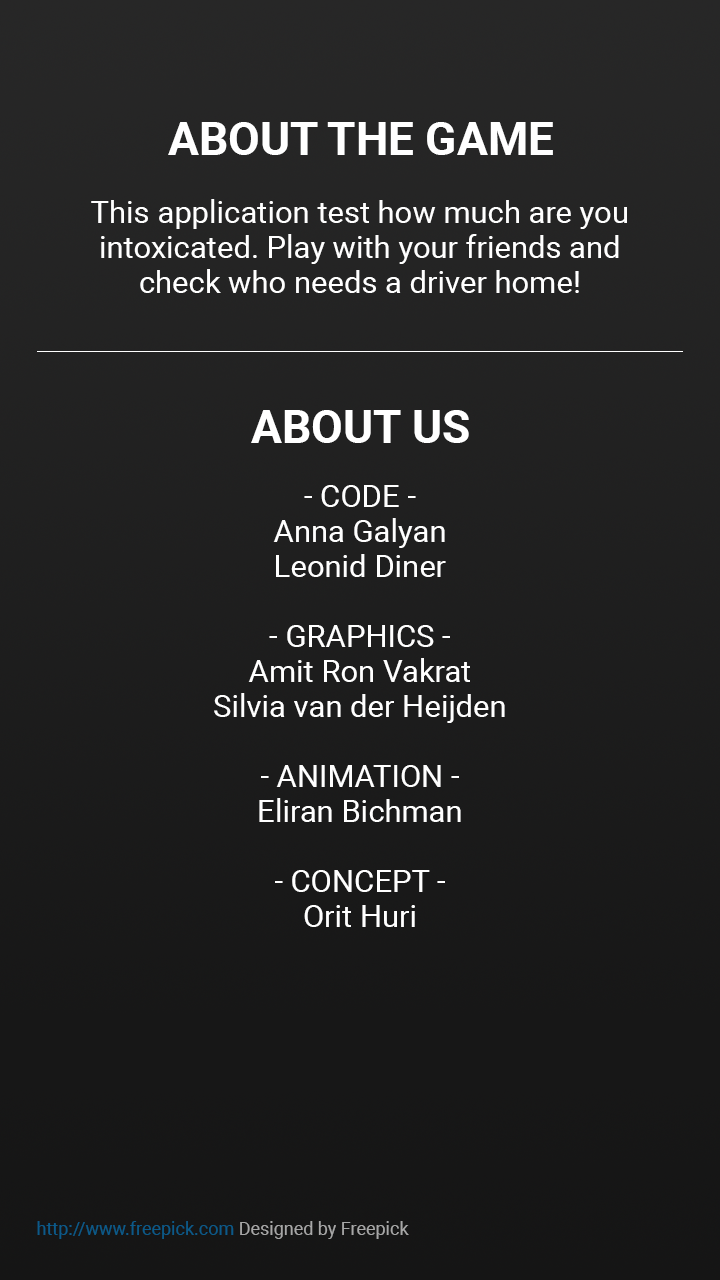 ABOUT THE GAME
This application test how much are you
intoxicated. Play with your friends and
check who needs a driver home!
ABOUT US
- CODE -
Anna Galyan
Leonid Diner
- GRAPHICS -
Amit Ron Vakrat
Silvia van der Heijden
- ANIMATION -
Eliran Bichman
- CONCEPT -
Orit Huri
http://www.freepick.com Designed by Freepick